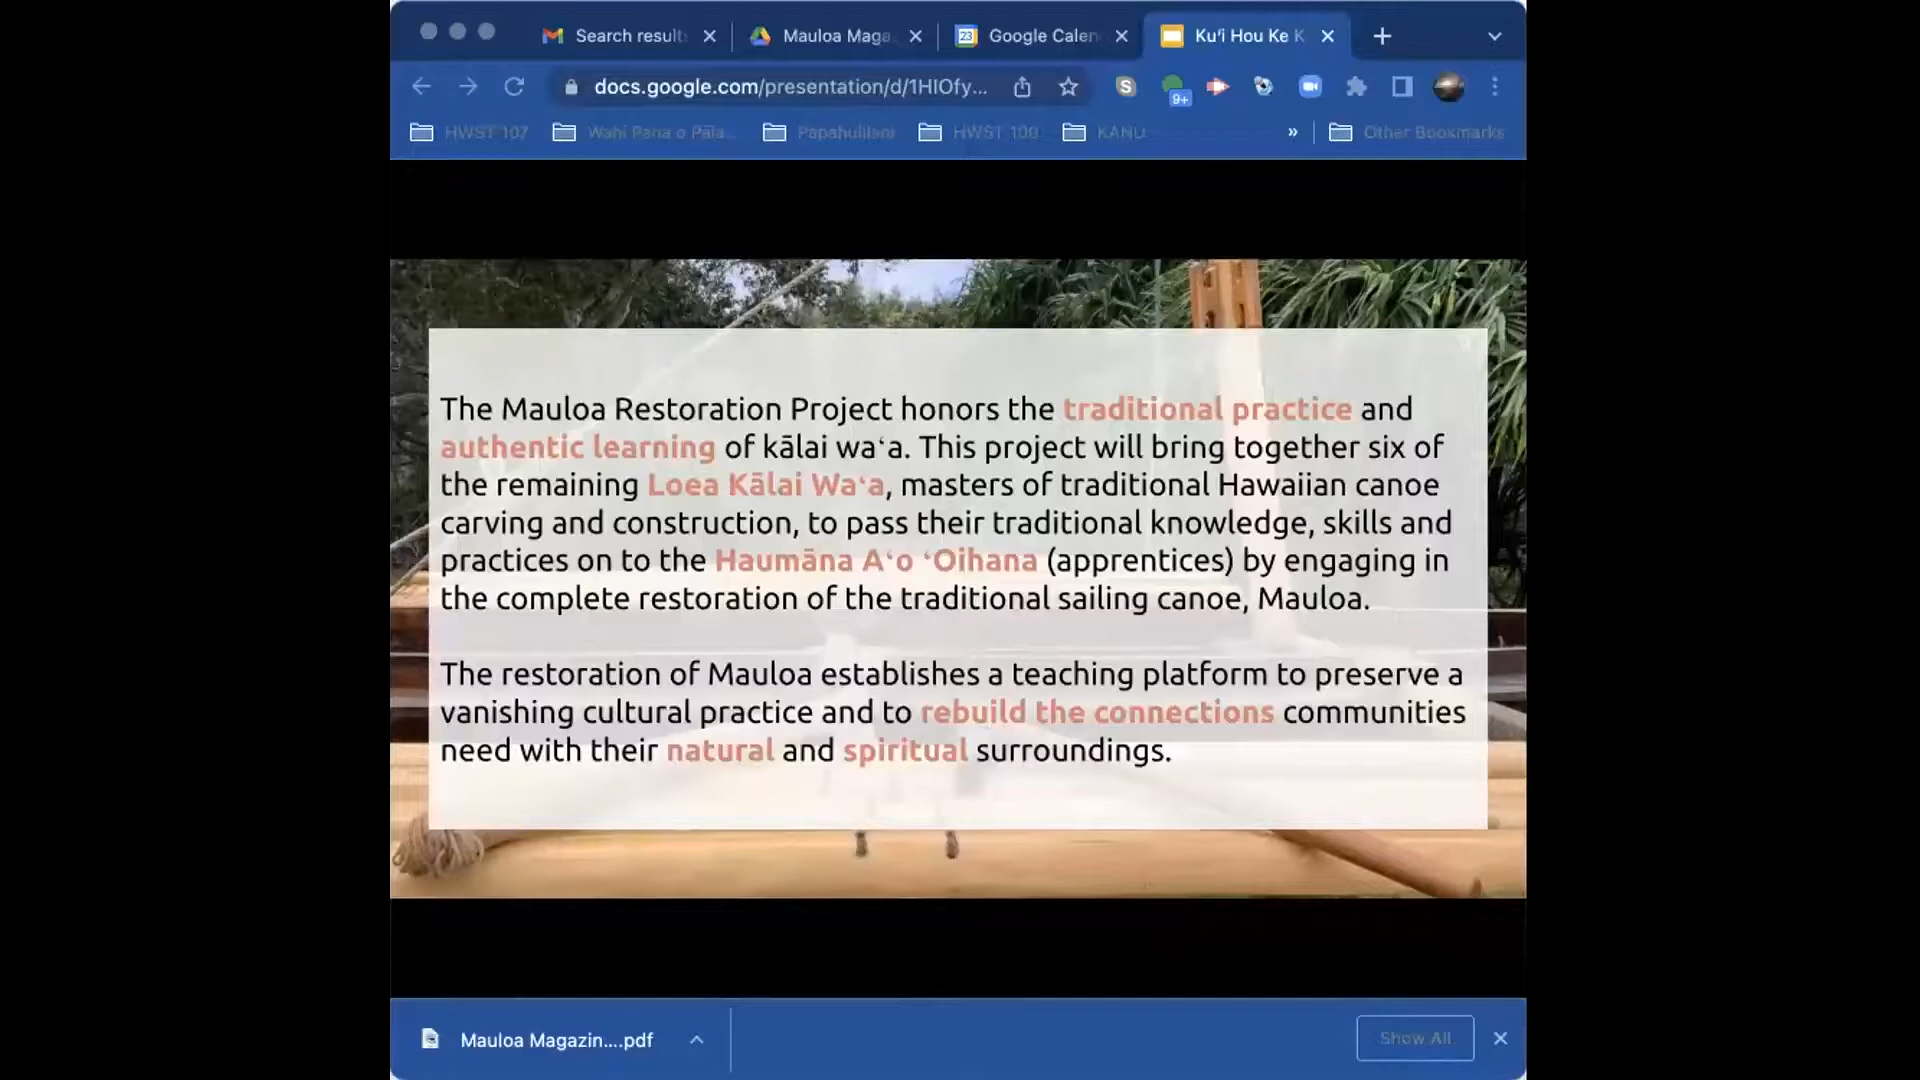 Search results
Mauloa Maga
Google Calen
Kuʻi Hou Ke K
docs.google.com/presentation/d/1HIOfy...
9+
HWST 107
Wahi Pana o Pala...
Papahulilani
HWST 100
KANU
»
Other Bookmarks
The Mauloa Restoration Project honors the traditional practice and
authentic learning of kālai waʻa. This project will bring together six of
the remaining Loea Kālai Waʻa, masters of traditional Hawaiian canoe
carving and construction, to pass their traditional knowledge, skills and
practices on to the Haumāna Aʻo ʻOihana (apprentices) by engaging in
the complete restoration of the traditional sailing canoe, Mauloa.
The restoration of Mauloa establishes a teaching platform to preserve a
vanishing cultural practice and to rebuild the connections communities
need with their natural and spiritual surroundings.
Mauloa Magazin....pdf
Show All